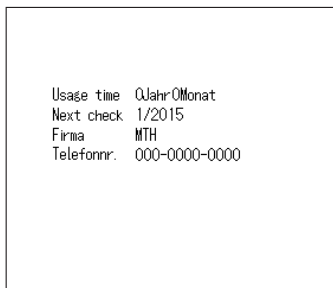 Usage time 0Jahr0Monat
Next check 1/2015
Firma MTH
Telefonnr. 000-0000-0000